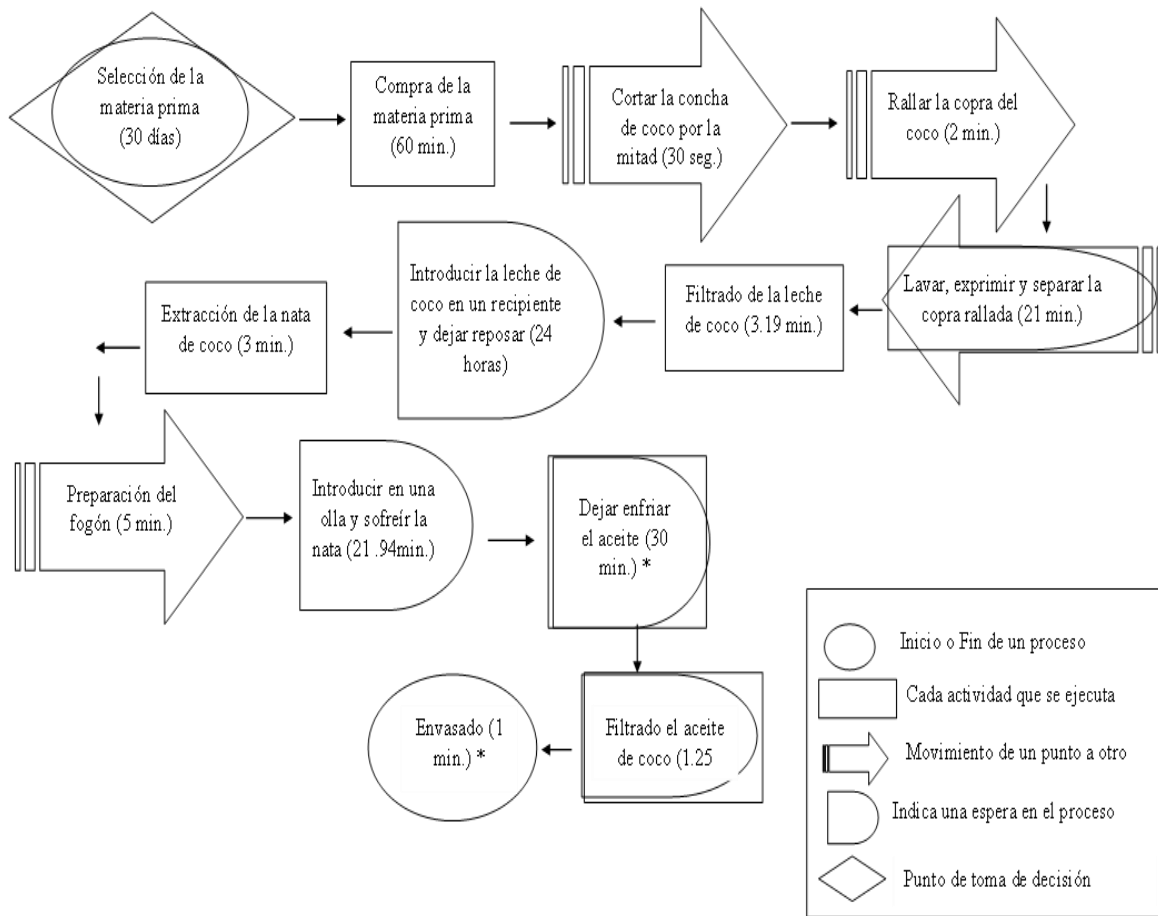 Selección de la
materia prima
(30 días)
Compra de la
materia prima
(60 min.)
Cortar la concha
de coco por la
mitad (30 seg.)
Rallar la copra del
coco (2 min.)
Lavar, exprimir y separar la
copra rallada (21 min.)
Filtrado de la leche
de coco (3.19 min.)
Introducir la leche de
coco en un recipiente
y dejar reposar (24
horas)
Extracción de la nata
de coco (3 min.)
Preparación del
fogón (5 min.)
Introducir en una
olla y sofreír la
nata (21 .94min.)
Dejar enfriar
el aceite (30
min.) *
Filtrado el aceite
de coco (1.25
Envasado (1
min.) *
Inicio o Fin de un proceso
Cada actividad que se ejecuta
Movimiento de un punto a otro
Indica una espera en el proceso
Punto de toma de decisión